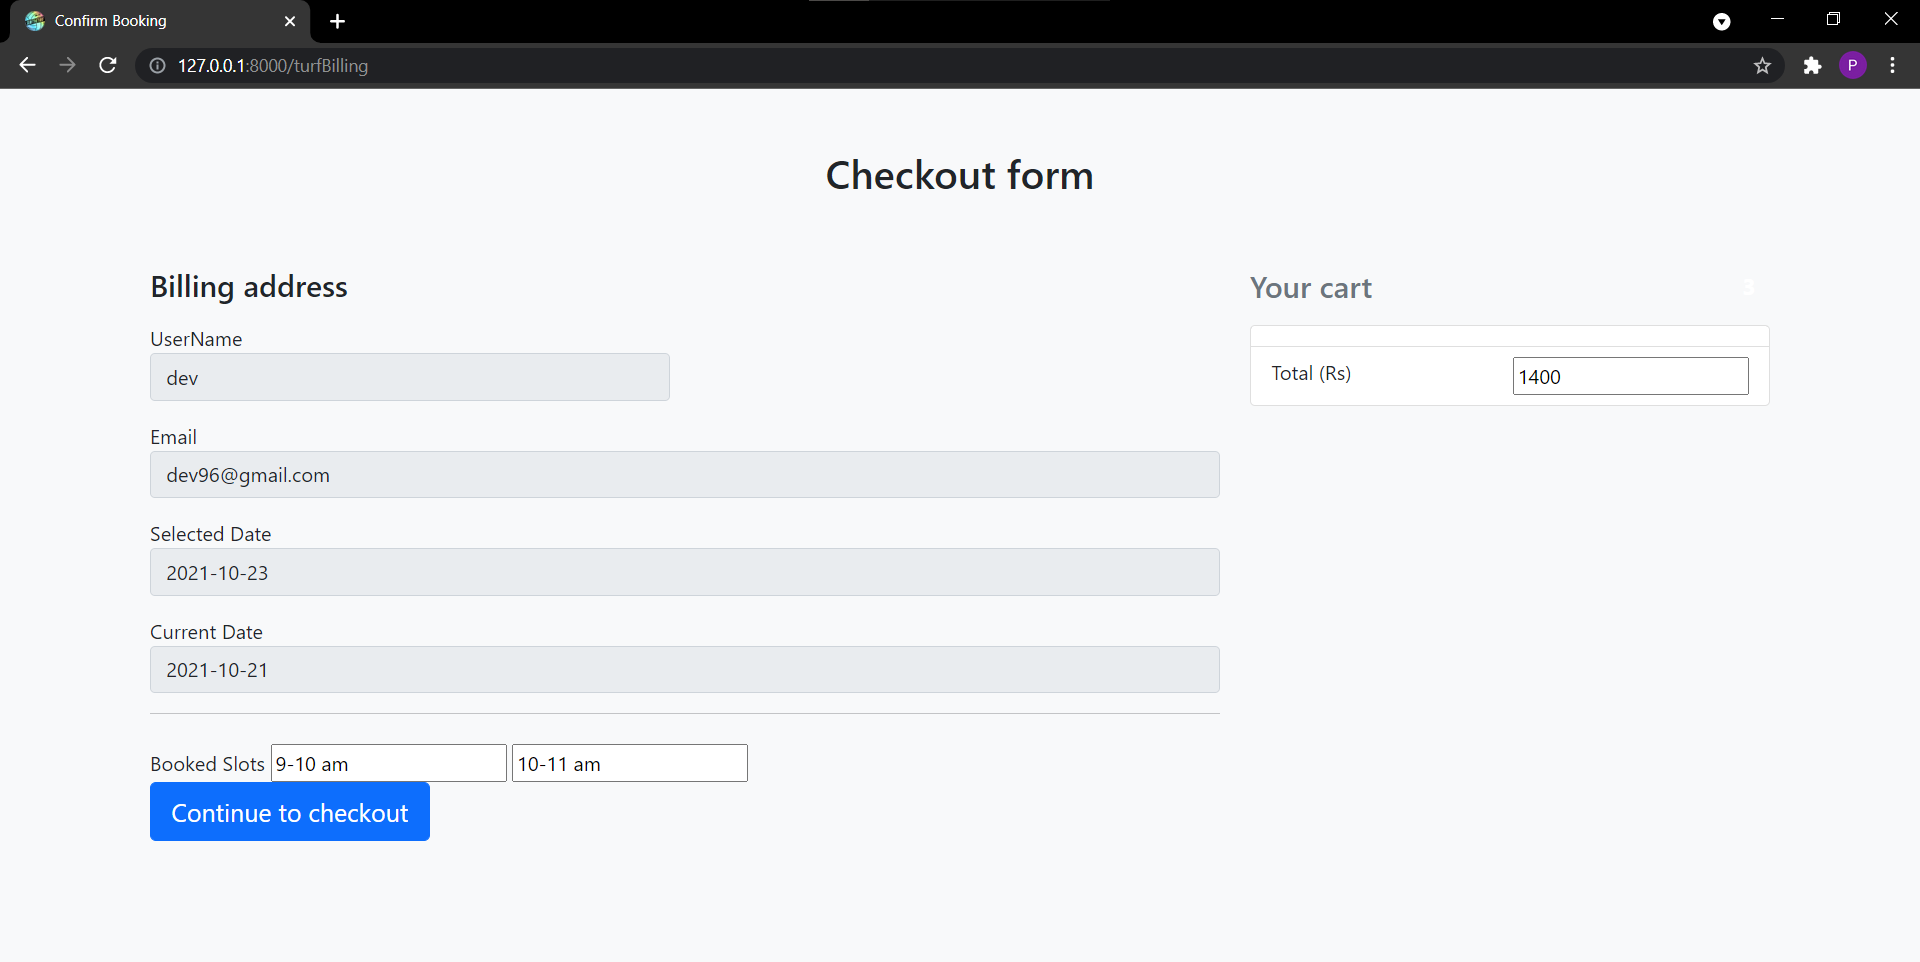 Confirm Booking
127.0.0.1:8000/turfBilling
P
Checkout form
Billing address
Your cart 3
UserName
dev
Total (Rs) 1400
Email
dev96@gmail.com
Selected Date
2021-10-23
Current Date
2021-10-21
Booked Slots 9-10 am 10-11 am
Continue to checkout